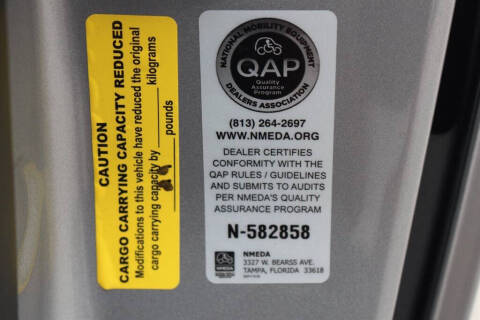 CAUTION
CARGO CARRYING CAPACITY REDUCED
Modifications to this vehicle have reduced the original
cargo carrying capacity by ____ kilograms
____ pounds
NATIONAL MOBILITY EQUIPMENT
QAP
Quality
Assurance
Program
DEALERS ASSOCIATION
(813) 264-2697
WWW.NMEDA.ORG
DEALER CERTIFIES
CONFORMITY WITH THE
QAP RULES / GUIDELINES
AND SUBMITS TO AUDITS
PER NMEDA'S QUALITY
ASSURANCE PROGRAM
N-582858
NMEDA
3327 W. BEARSS AVE.
TAMPA, FLORIDA 33618